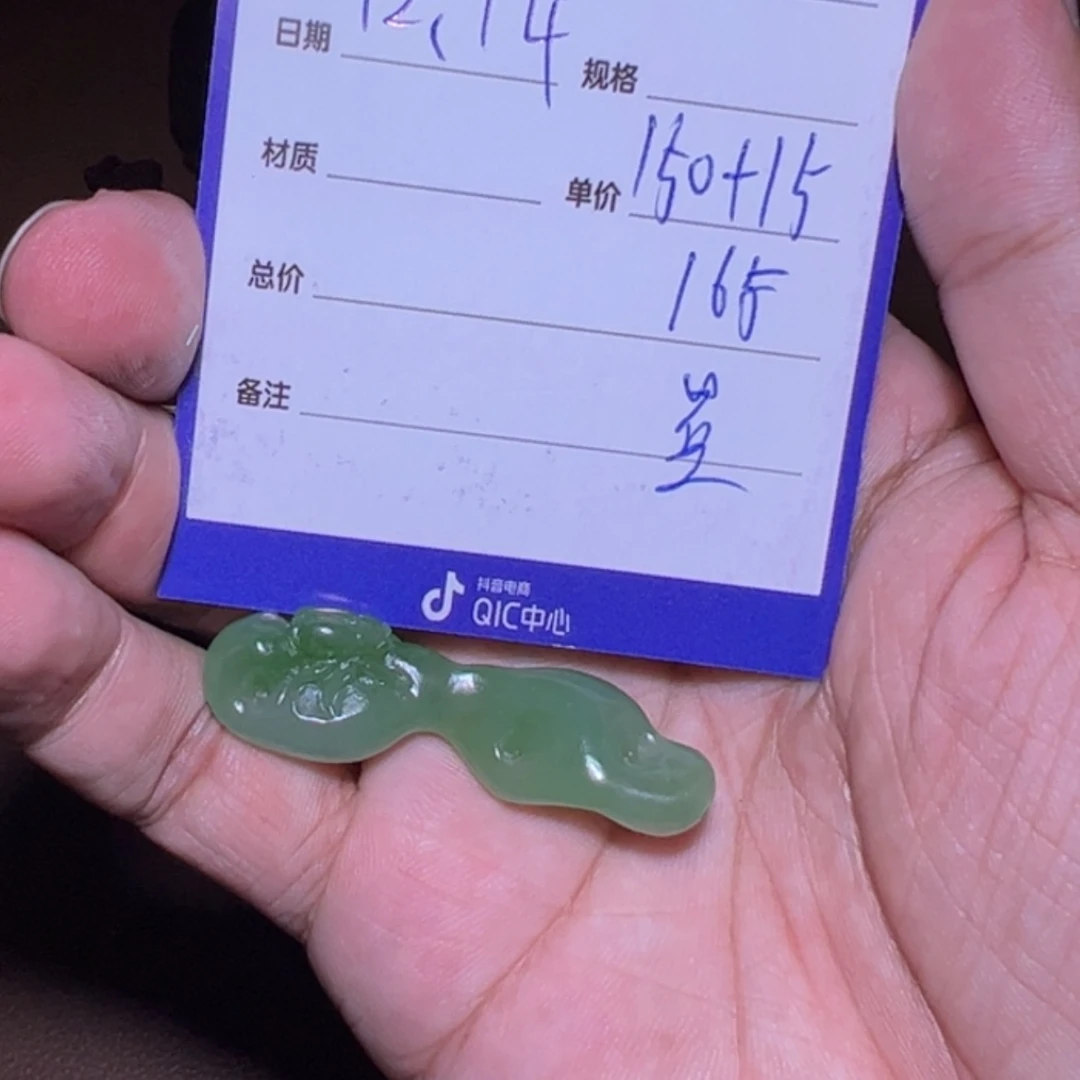 日期 12、14
规格
材质
单价 150+15
总价 165
备注
抖音电商
QIC中心